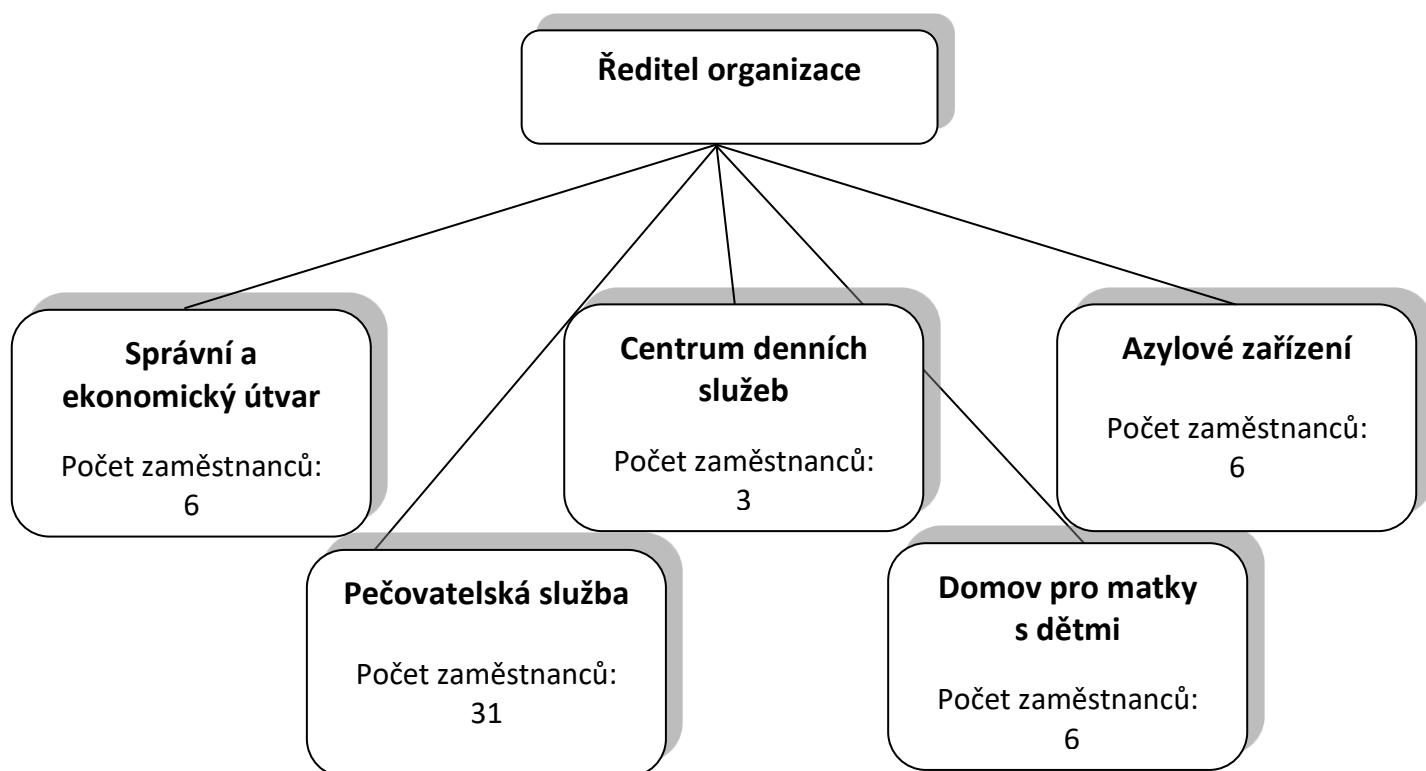 Ředitel organizace
Správní a
ekonomický útvar
Počet zaměstnanců:
6
Centrum denních
služeb
Počet zaměstnanců:
3
Azylové zařízení
Počet zaměstnanců:
6
Pečovatelská služba
Počet zaměstnanců:
31
Domov pro matky
s dětmi
Počet zaměstnanců:
6